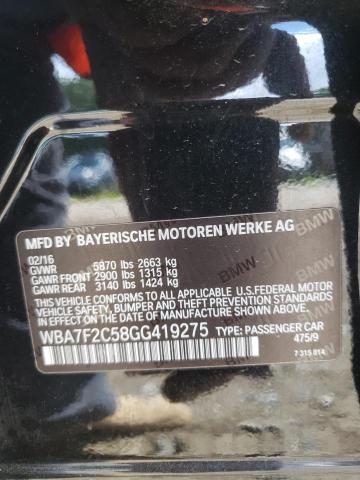 MFD BY BAYERISCHE MOTOREN WERKE AG
02/16
GVWR 5870 lbs 2663 kg
GAWR FRONT 2900 lbs 1315 kg
GAWR REAR 3140 lbs 1424 kg
THIS VEHICLE CONFORMS TO ALL APPLICABLE U.S.FEDERAL MOTOR
VEHICLE SAFETY, BUMPER AND THEFT PREVENTION STANDARDS
IN EFFECT ON THE DATE OF MANUFACTURE SHOWN ABOVE.
WBA7F2C58GG419275 TYPE: PASSENGER CAR
475/9
7 315 814